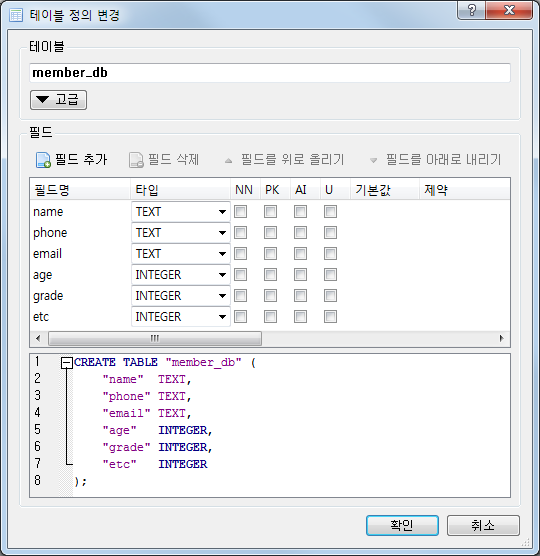 테이블 정의 변경
테이블
member_db
고급
필드
필드 추가 필드 삭제 필드를 위로 올리기 필드를 아래로 내리기
필드명 타입 NN PK AI U 기본값 제약
name TEXT
phone TEXT
email TEXT
age INTEGER
grade INTEGER
etc INTEGER
1 CREATE TABLE "member_db" (
2 "name" TEXT,
3 "phone" TEXT,
4 "email" TEXT,
5 "age" INTEGER,
6 "grade" INTEGER,
7 "etc" INTEGER
8 );
확인 취소